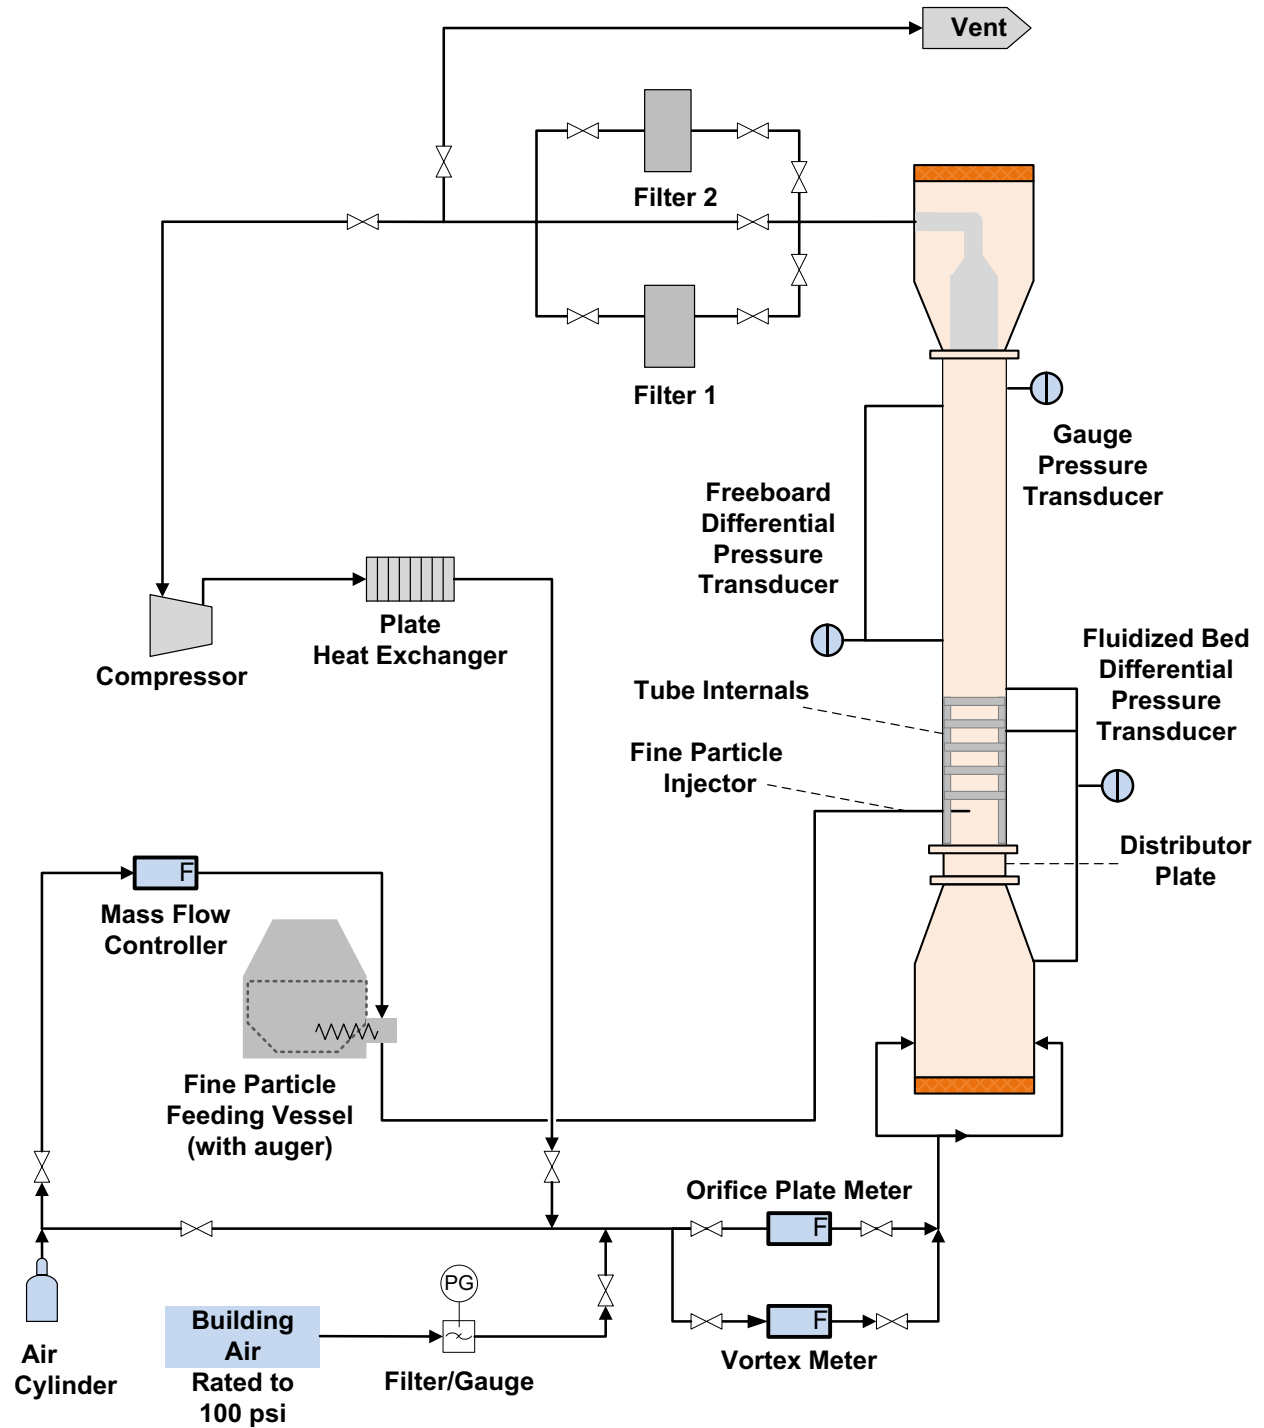 Vent
Filter 2
Filter 1
Gauge
Pressure
Transducer
Freeboard
Differential
Pressure
Transducer
Plate
Heat Exchanger
Compressor
Fluidized Bed
Differential
Pressure
Transducer
Tube Internals
Fine Particle
Injector
Distributor
Plate
F
Mass Flow
Controller
Fine Particle
Feeding Vessel
(with auger)
Orifice Plate Meter
F
PG
F
Vortex Meter
Air
Cylinder
Building
Air
Rated to
100 psi
Filter/Gauge